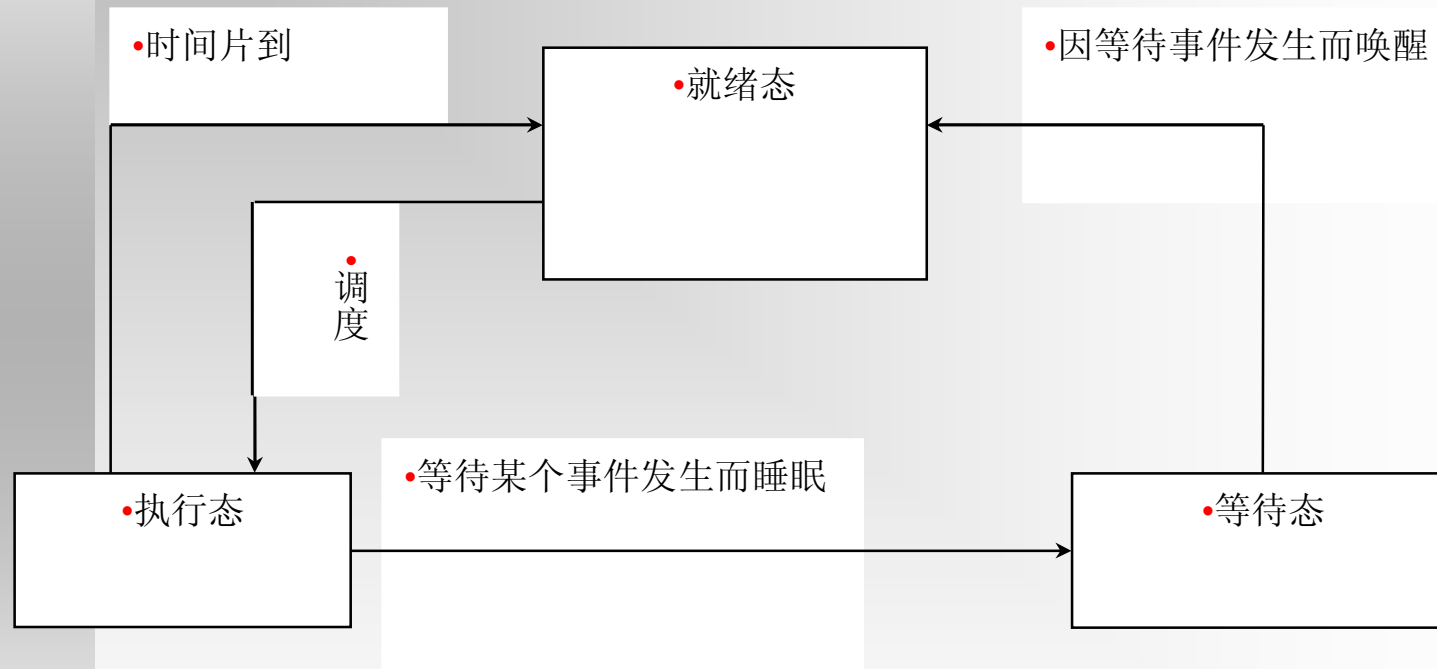 •时间片到
•就绪态
•因等待事件发生而唤醒
•调度
•等待某个事件发生而睡眠
•执行态
•等待态